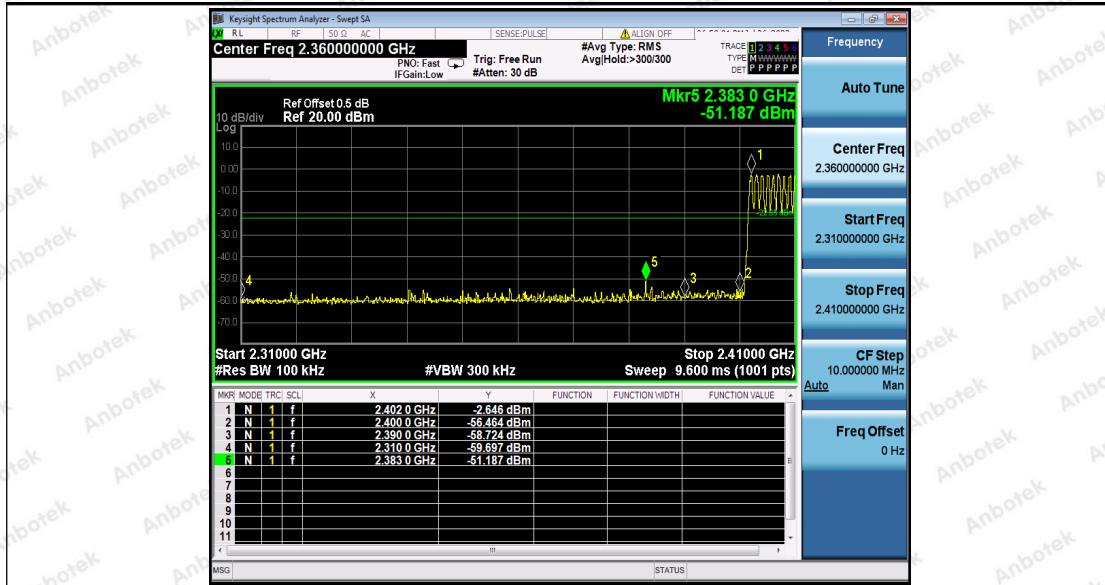 Keysight Spectrum Analyzer - Swept SA
RL RF 50 Ω AC SENSE:PULSE ALIGN OFF
Center Freq 2.360000000 GHz
PNO: Fast
IFGain:Low
Trig: Free Run
#Atten: 30 dB
#Avg Type: RMS
Avg|Hold:>300/300
TRACE 1 2 3 4 5 6
TYPE M WWWWW
DET P P P P P P
Mkr5 2.383 0 GHz
-51.187 dBm
Ref Offset 0.5 dB
10 dB/div Ref 20.00 dBm
Log
10.0
0.00
-10.0
-20.0
-30.0
-40.0
-50.0
-60.0
-70.0
1
2
3
4
5
Start 2.31000 GHz Stop 2.41000 GHz
#Res BW 100 kHz #VBW 300 kHz Sweep 9.600 ms (1001 pts)
MKR MODE TRC SCL X Y FUNCTION FUNCTION WIDTH FUNCTION VALUE
1 N 1 f 2.402 0 GHz -2.646 dBm
2 N 1 f 2.400 0 GHz -56.464 dBm
3 N 1 f 2.390 0 GHz -58.724 dBm
4 N 1 f 2.310 0 GHz -59.697 dBm
5 N 1 f 2.383 0 GHz -51.187 dBm
6
7
8
9
10
11
MSG STATUS
Frequency
Auto Tune
Center Freq
2.360000000 GHz
Start Freq
2.310000000 GHz
Stop Freq
2.410000000 GHz
CF Step
10.000000 MHz
Auto Man
Freq Offset
0 Hz
Anbotek